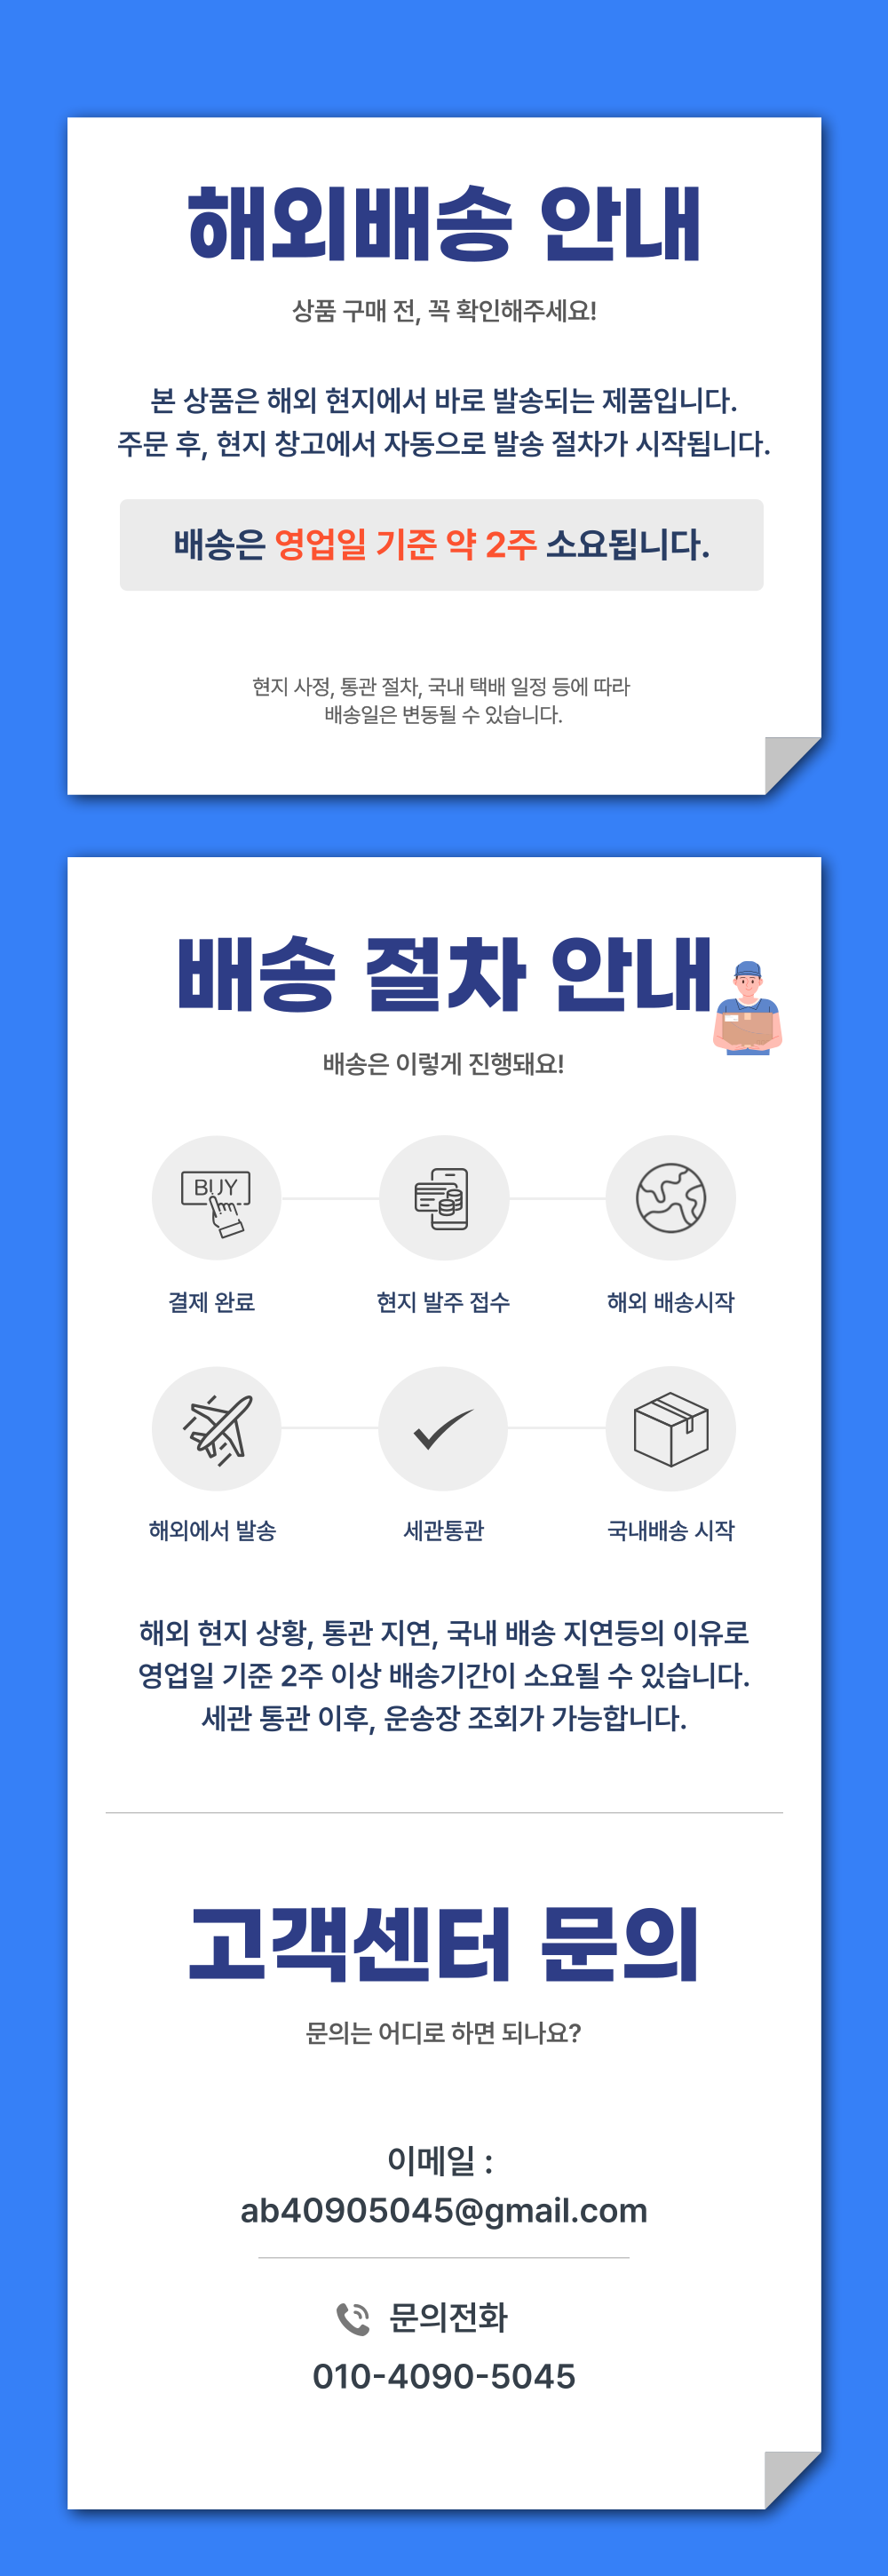 해외배송 안내
상품 구매 전, 꼭 확인해주세요!
본 상품은 해외 현지에서 바로 발송되는 제품입니다.
주문 후, 현지 창고에서 자동으로 발송 절차가 시작됩니다.
배송은 영업일 기준 약 2주 소요됩니다.
현지 사정, 통관 절차, 국내 택배 일정 등에 따라
배송일은 변동될 수 있습니다.
배송 절차 안내
배송은 이렇게 진행돼요!
BUY
결제 완료
현지 발주 접수
해외 배송시작
해외에서 발송
세관통관
국내배송 시작
해외 현지 상황, 통관 지연, 국내 배송 지연등의 이유로
영업일 기준 2주 이상 배송기간이 소요될 수 있습니다.
세관 통관 이후, 운송장 조회가 가능합니다.
고객센터 문의
문의는 어디로 하면 되나요?
이메일 :
ab40905045@gmail.com
문의전화
010-4090-5045